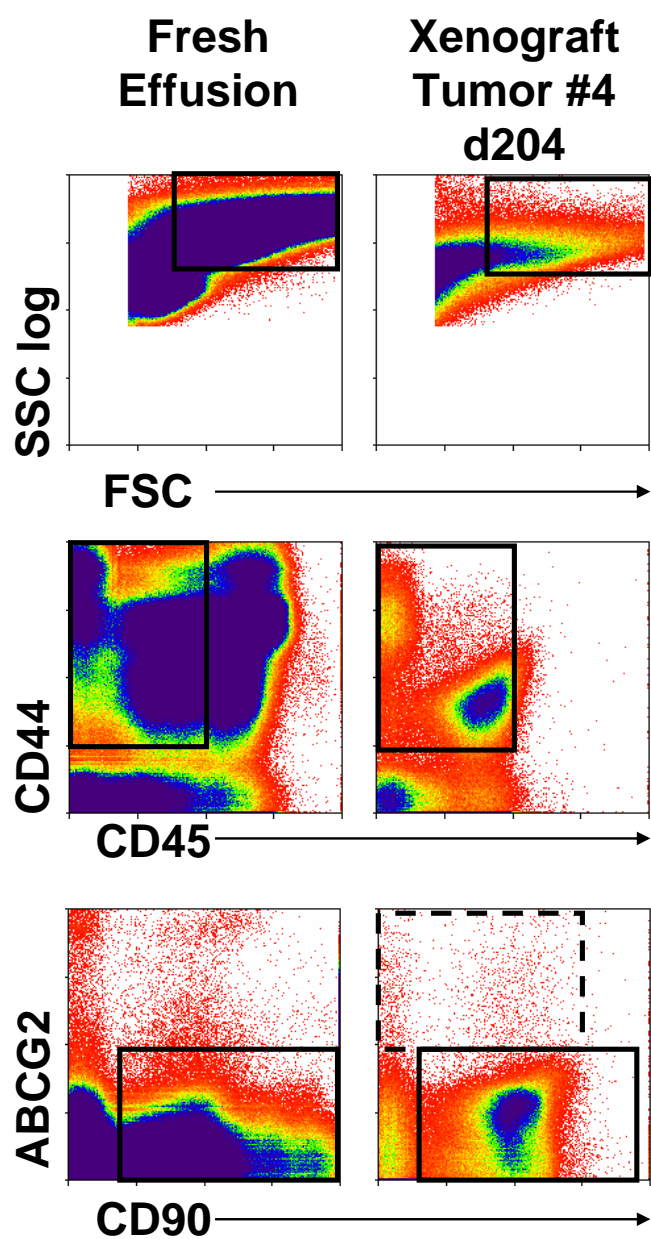 Fresh
Effusion
Xenograft
Tumor #4
d204
SSC log
FSC
CD44
CD45
ABCG2
CD90